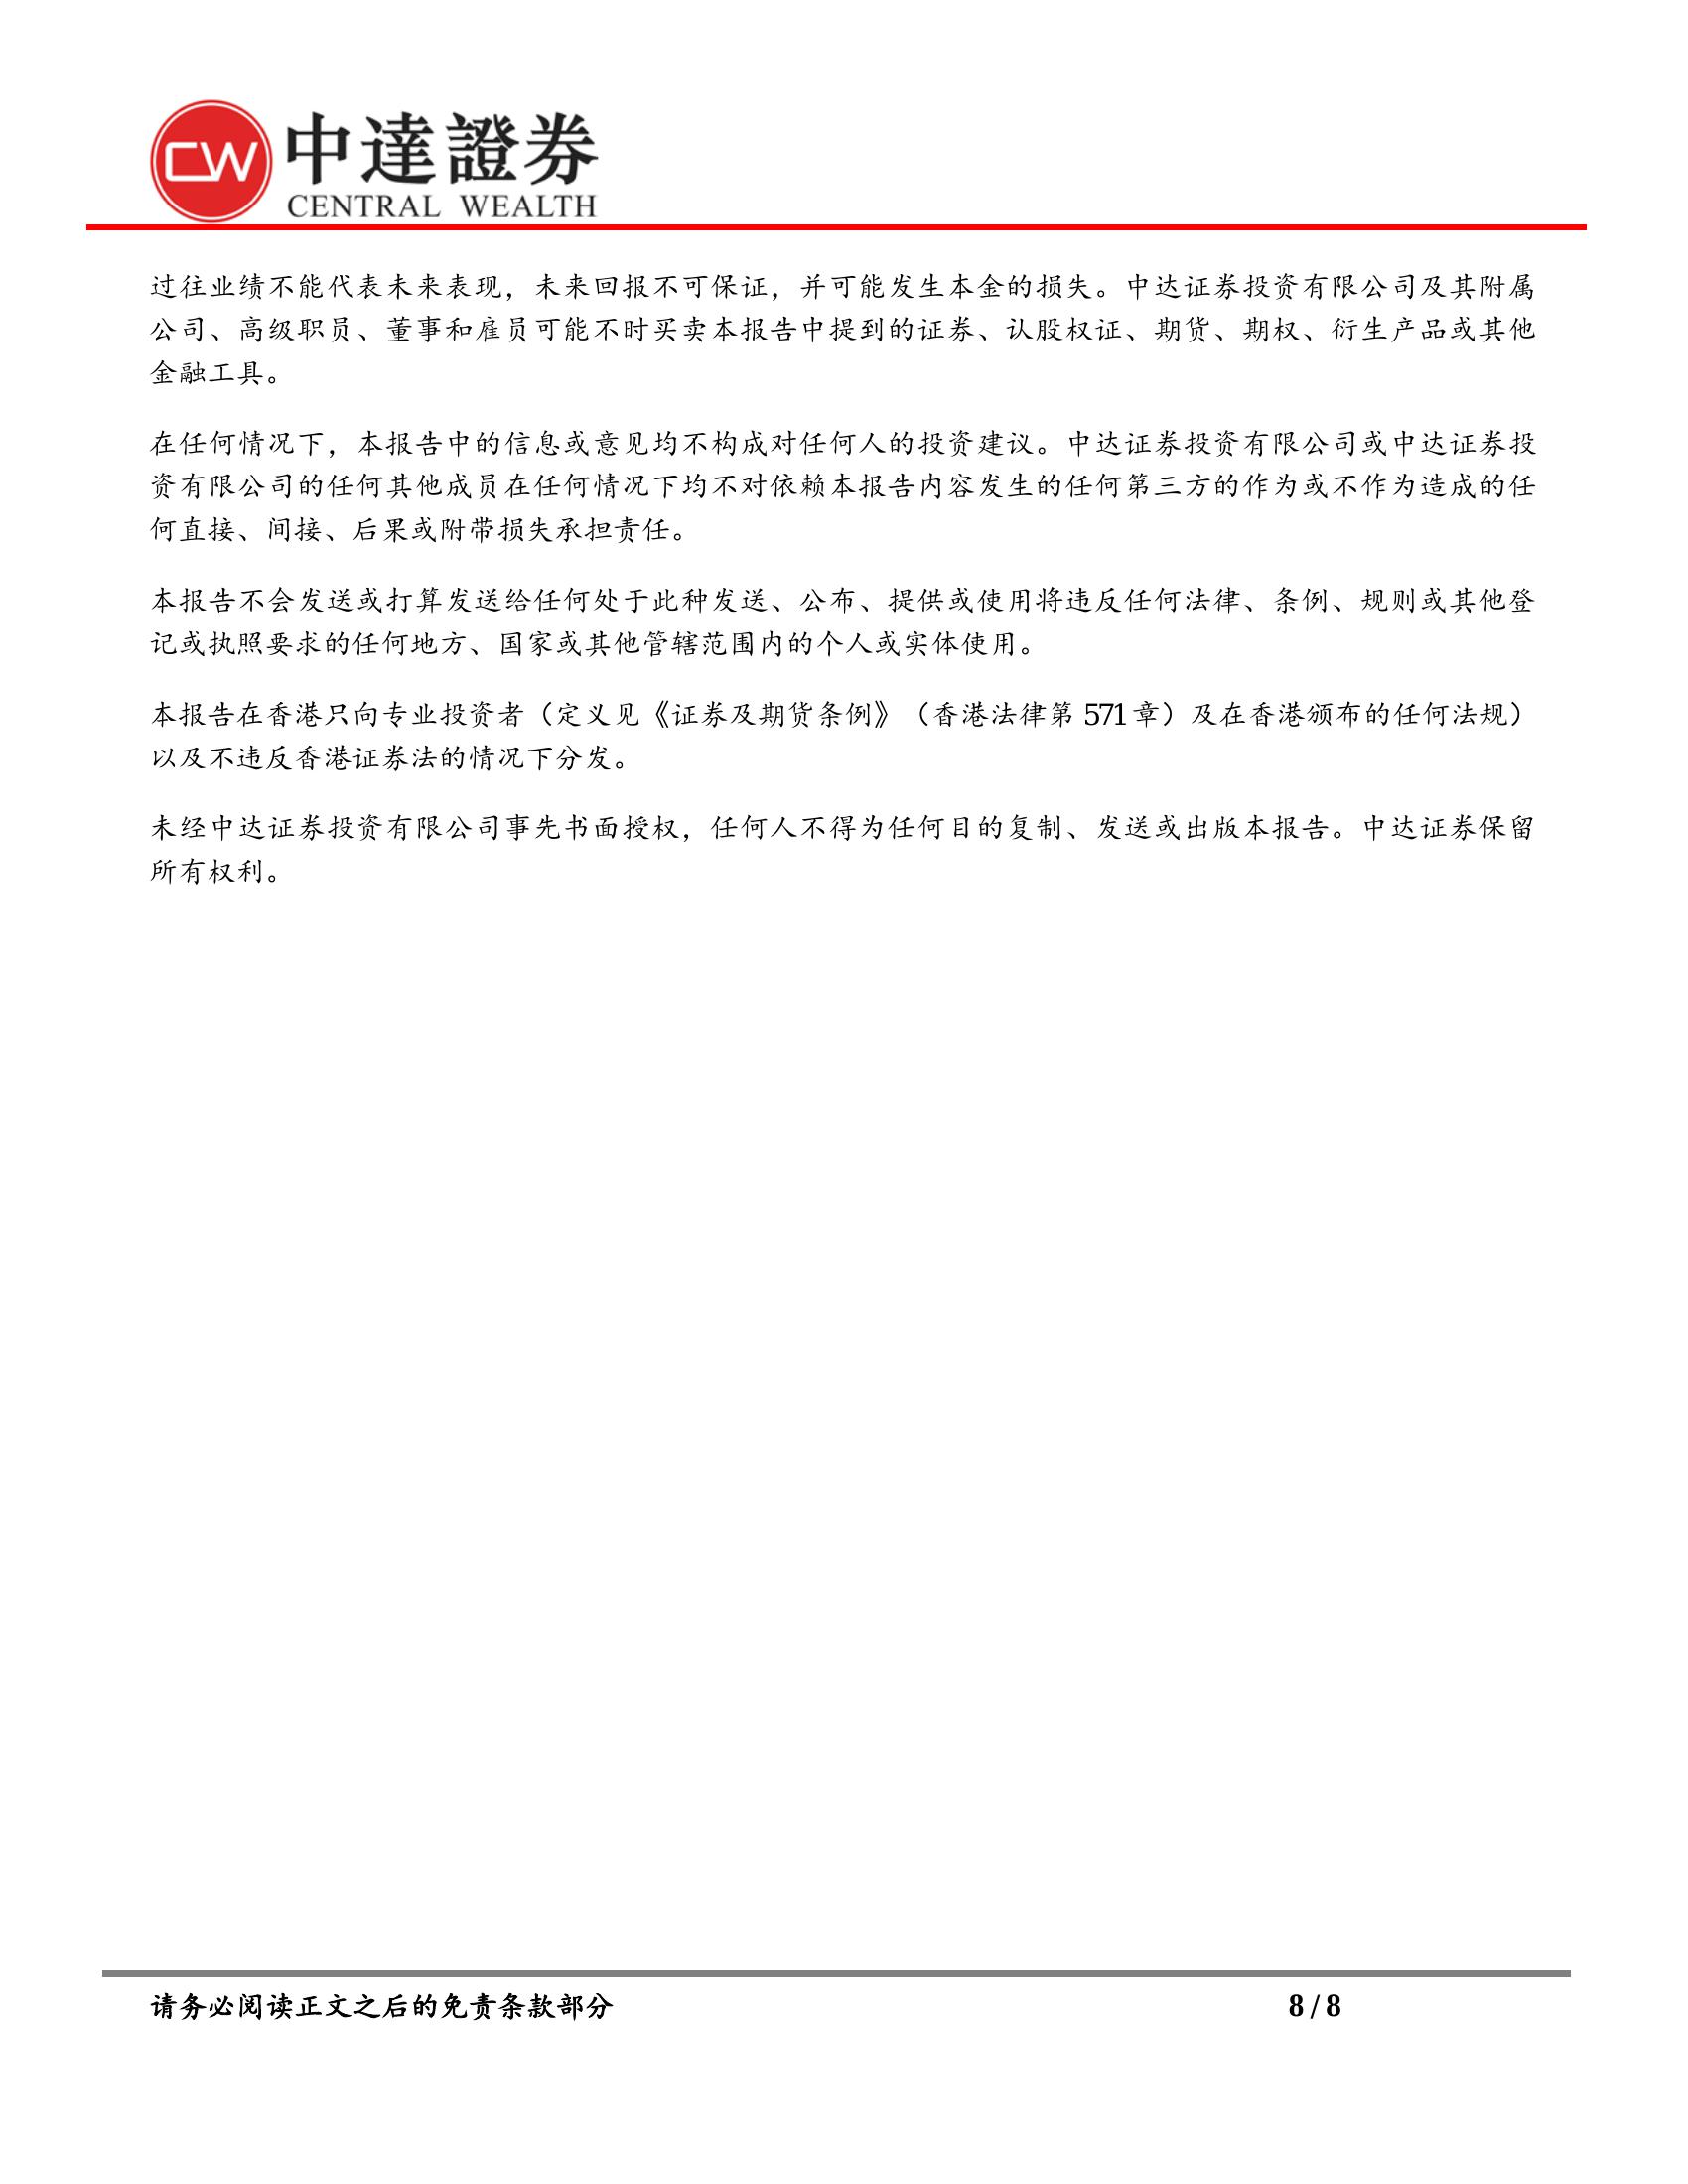 CW 中達證券
CENTRAL WEALTH
过往业绩不能代表未来表现，未来回报不可保证，并可能发生本金的损失。中达证券投资有限公司及其附属
公司、高级职员、董事和雇员可能不时买卖本报告中提到的证券、认股权证、期货、期权、衍生产品或其他
金融工具。
在任何情况下，本报告中的信息或意见均不构成对任何人的投资建议。中达证券投资有限公司或中达证券投
资有限公司的任何其他成员在任何情况下均不对依赖本报告内容发生的任何第三方的作为或不作为造成的任
何直接、间接、后果或附带损失承担责任。
本报告不会发送或打算发送给任何处于此种发送、公布、提供或使用将违反任何法律、条例、规则或其他登
记或执照要求的任何地方、国家或其他管辖范围内的个人或实体使用。
本报告在香港只向专业投资者（定义见《证券及期货条例》（香港法律第 571 章）及在香港颁布的任何法规）
以及不违反香港证券法的情况下分发。
未经中达证券投资有限公司事先书面授权，任何人不得为任何目的复制、发送或出版本报告。中达证券保留
所有权利。
请务必阅读正文之后的免责条款部分 8 / 8